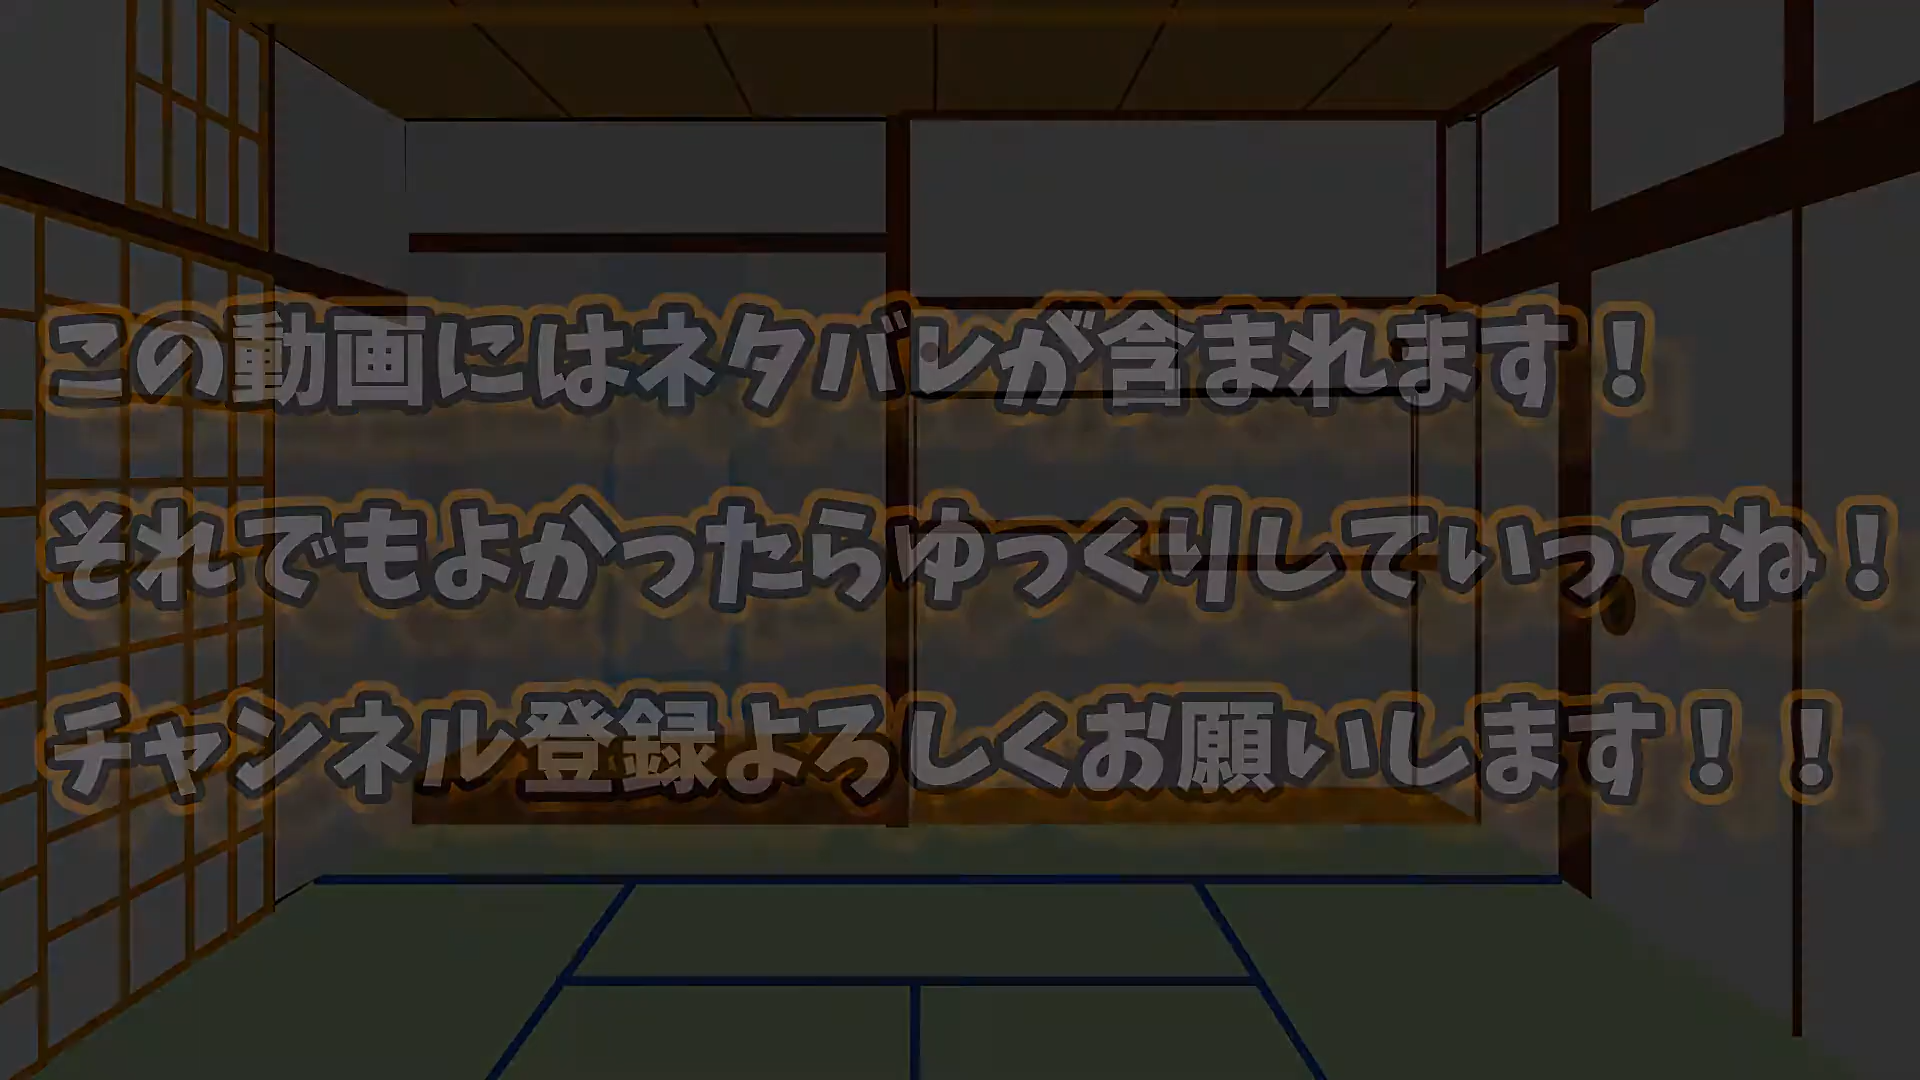 この動画にはネタバレが含まれます！
それでもよかったらゆっくりしていってね！
チャンネル登録よろしくお願いします！！